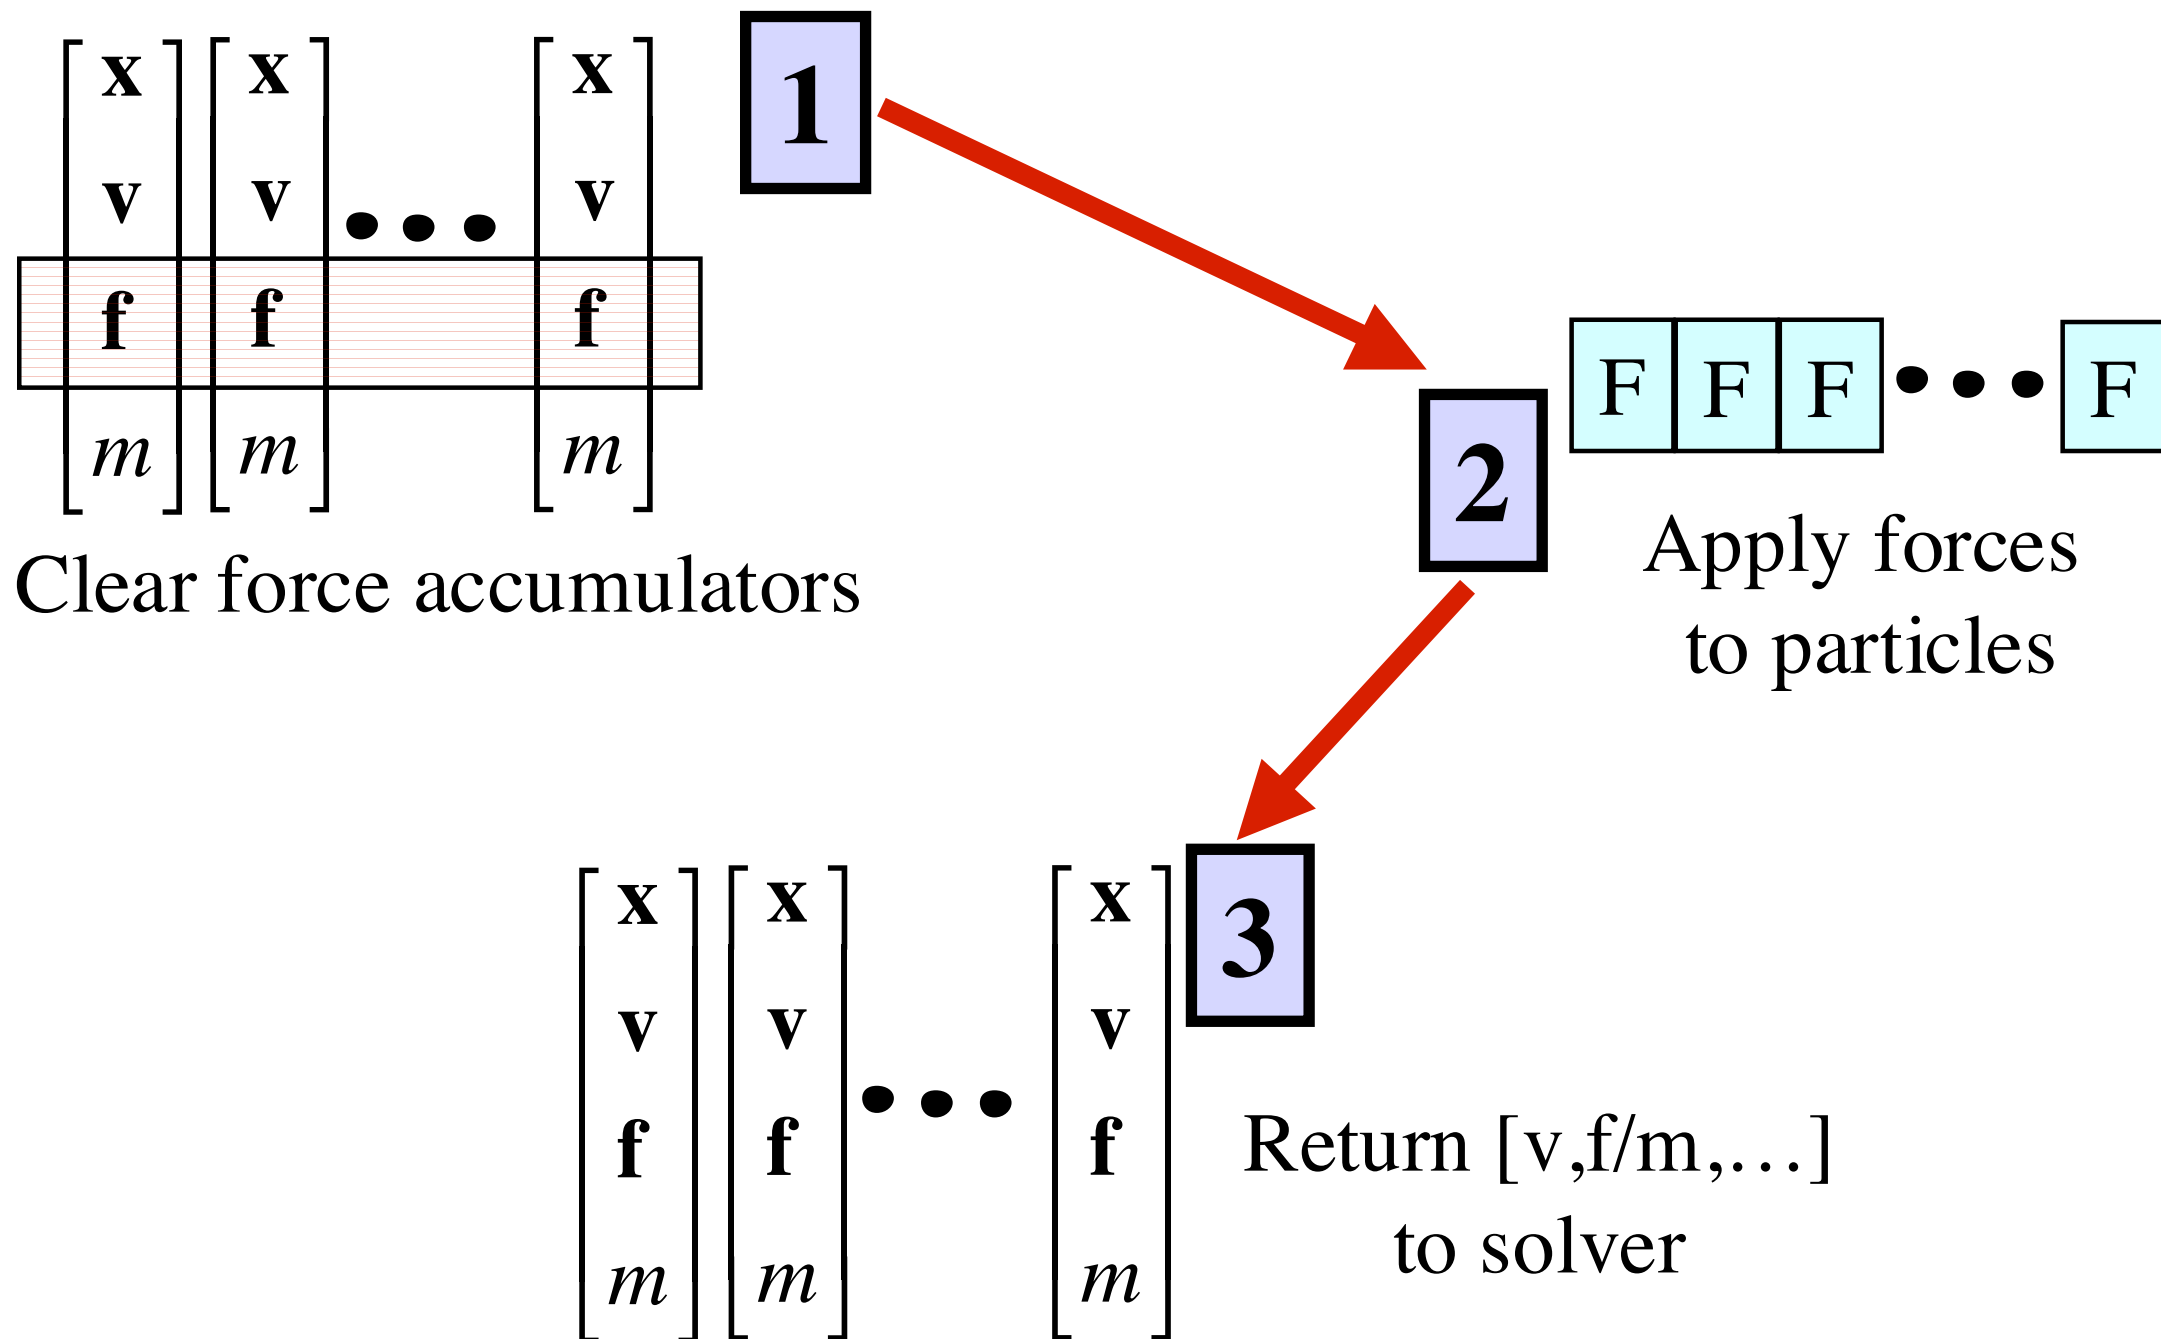 x x x
v v ••• v
f f f
m m m
Clear force accumulators
1
2
F F F ••• F
Apply forces
to particles
3
x x x
v v v
f f ••• f
m m m
Return [v,f/m,…]
to solver